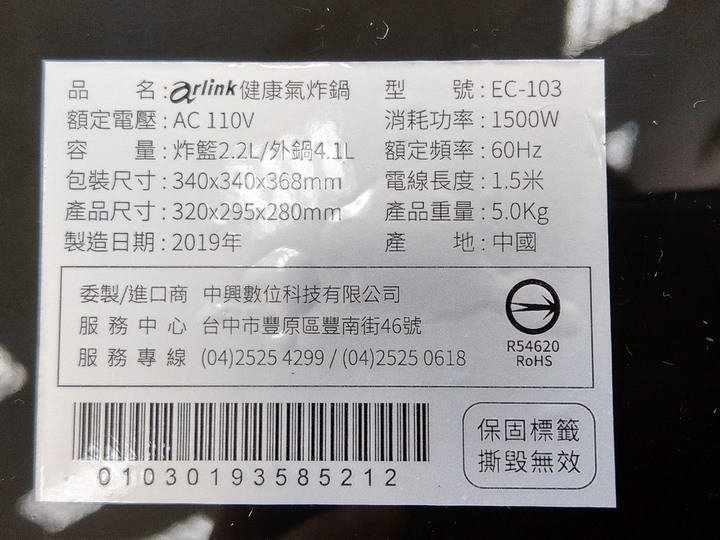 品 名：arlink健康氣炸鍋 型 號：EC-103
額定電壓：AC 110V 消耗功率：1500W
容 量：炸籃2.2L/外鍋4.1L 額定頻率：60Hz
包裝尺寸：340x340x368mm 電線長度：1.5米
產品尺寸：320x295x280mm 產品重量：5.0Kg
製造日期：2019年 產 地：中國
委製/進口商 中興數位科技有限公司
服務中心 台中市豐原區豐南街46號
服務專線 (04)2525 4299 / (04)2525 0618
R54620
RoHS
01030193585212
保固標籤
撕毀無效